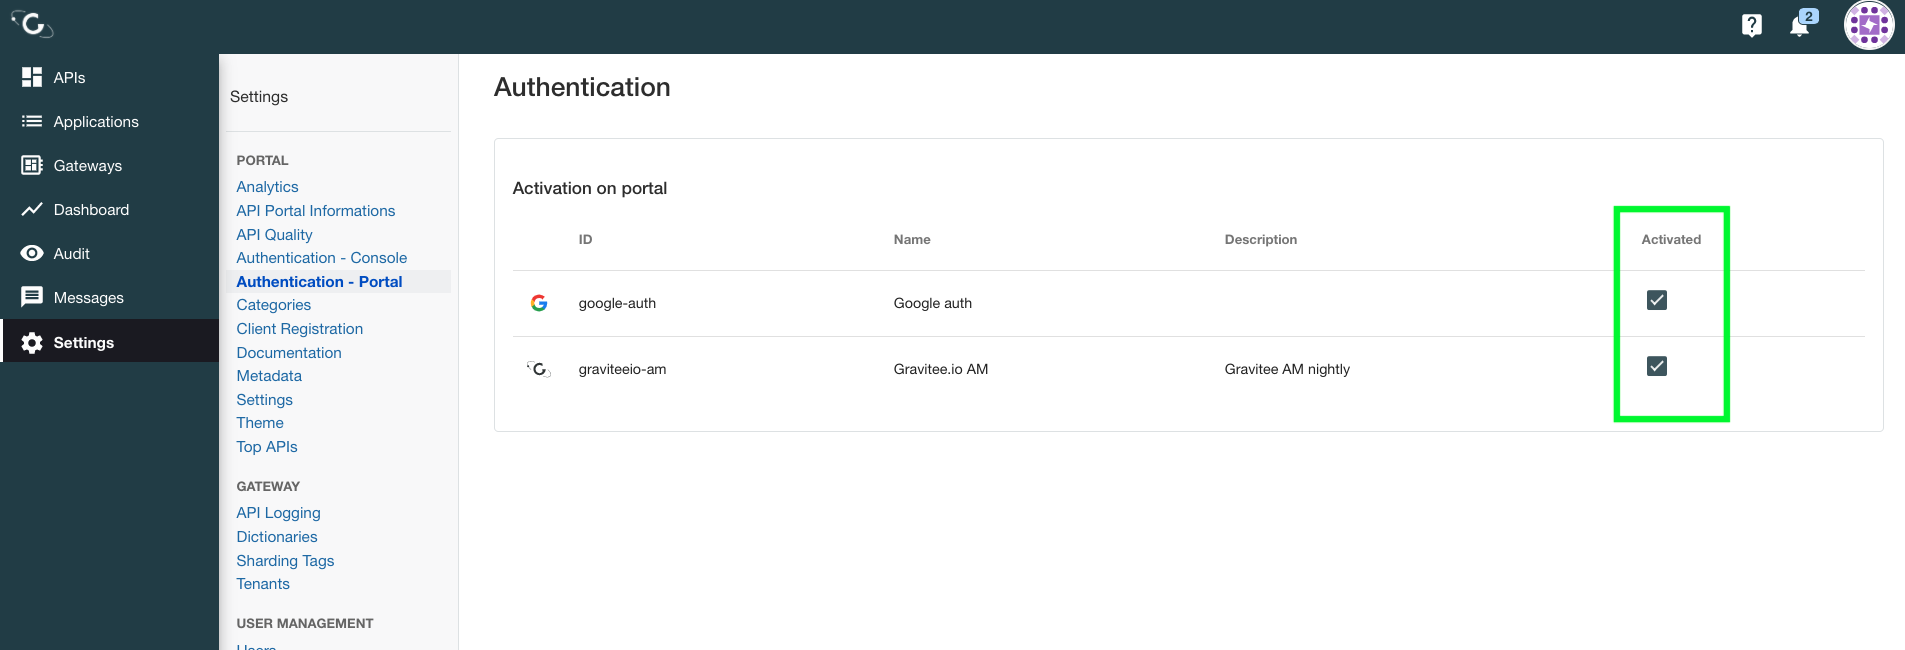 ?
2
APIs
Applications
Gateways
Dashboard
Audit
Messages
Settings
Settings
PORTAL
Analytics
API Portal Informations
API Quality
Authentication - Console
Authentication - Portal
Categories
Client Registration
Documentation
Metadata
Settings
Theme
Top APIs
GATEWAY
API Logging
Dictionaries
Sharding Tags
Tenants
USER MANAGEMENT
Users
Authentication
Activation on portal
ID Name Description Activated
google-auth Google auth
graviteeio-am Gravitee.io AM Gravitee AM nightly